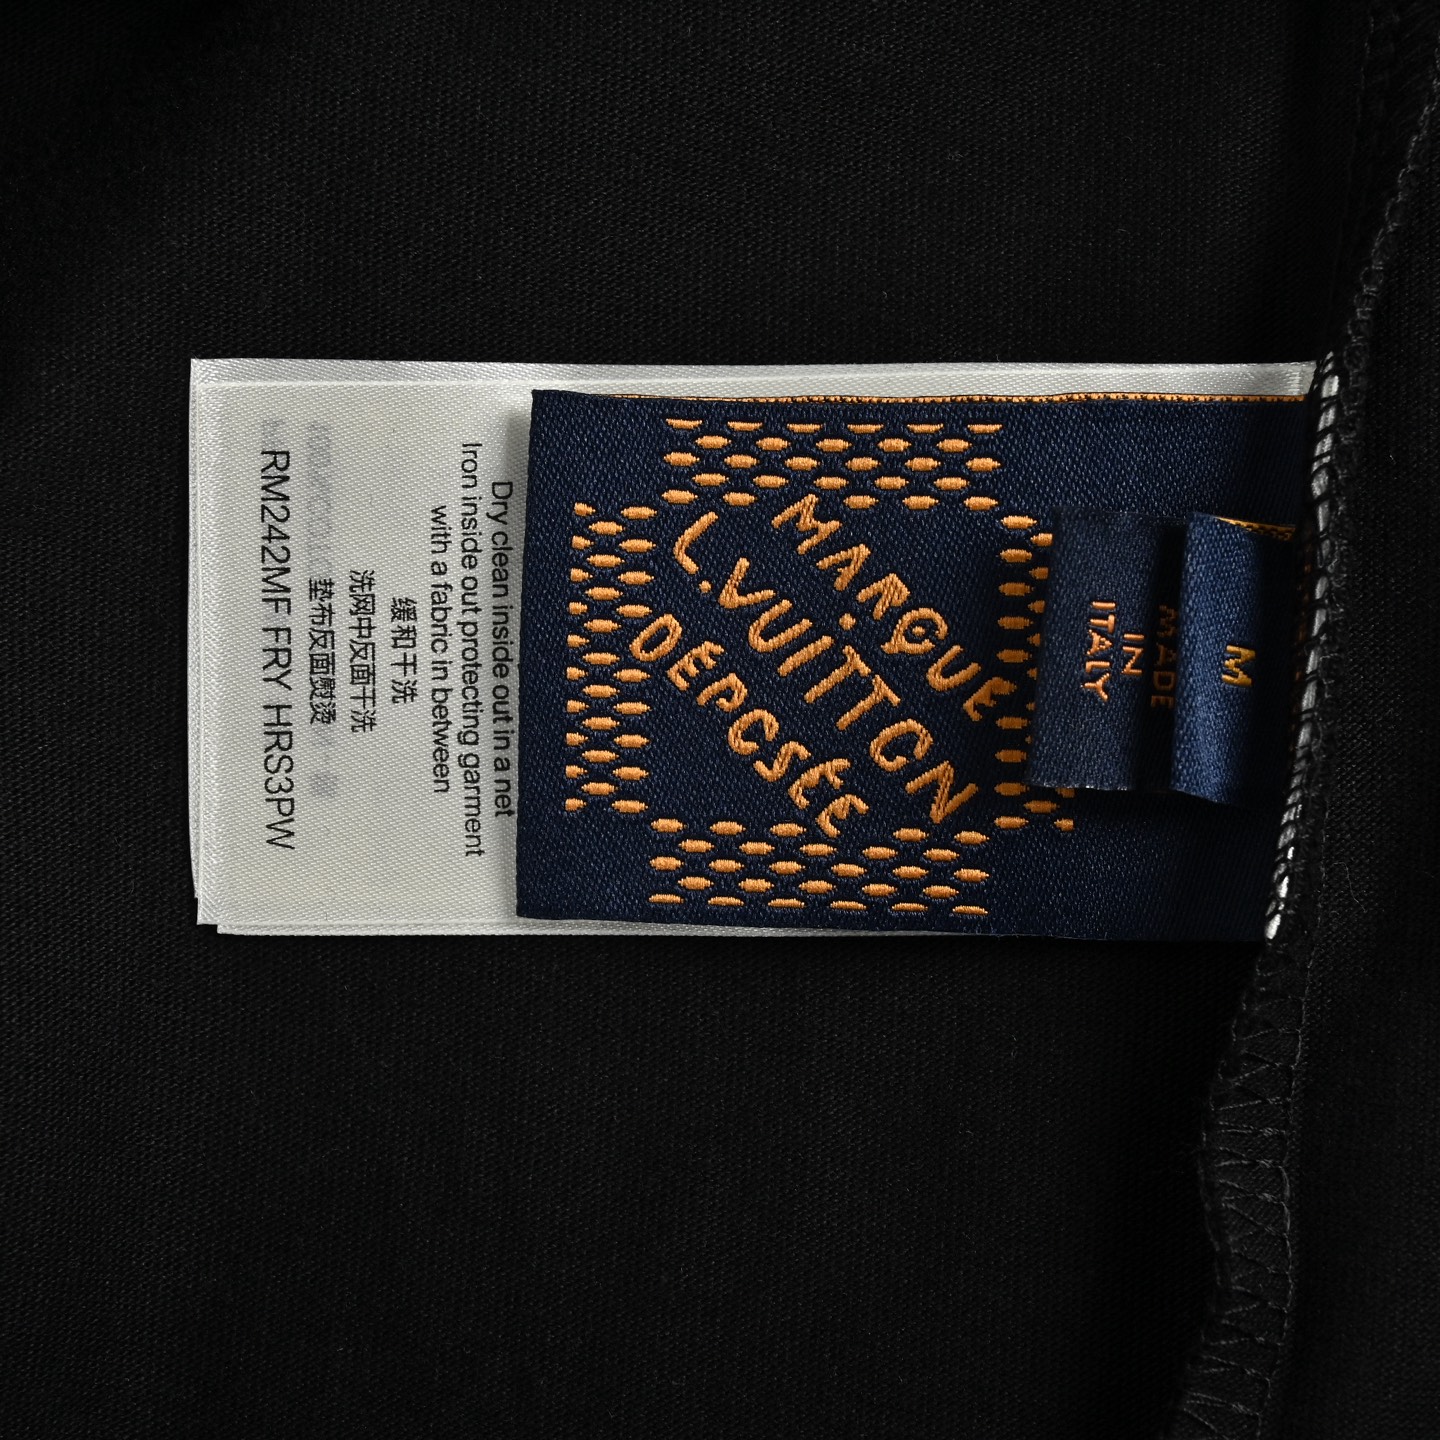 M
MADE
IN
ITALY
MARQUE
L.VUITTON
DEPOSÉE
Dry clean inside out in a net
Iron inside out protecting garment
with a fabric in between
缓和干洗
洗网中反面干洗
垫布反面熨烫
RM242MF FRY HRS3PW